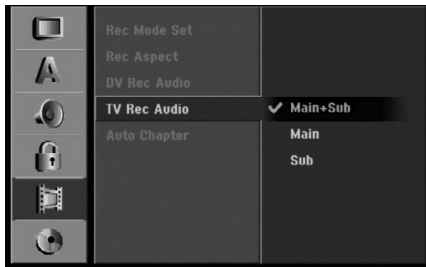 A
Rec Mode Set
Rec Aspect
DV Rec Audio
TV Rec Audio
Auto Chapter
✓ Main+Sub
Main
Sub